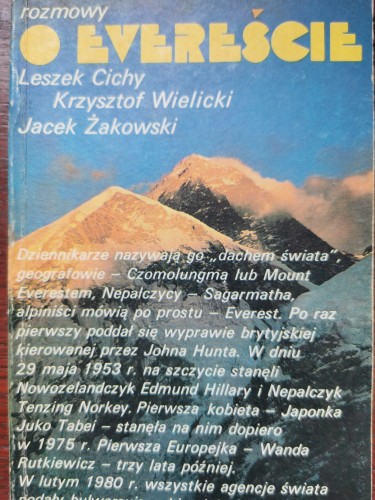 rozmowy
O EVEREŚCIE
Leszek Cichy
Krzysztof Wielicki
Jacek Żakowski
Dziennikarze nazywają go „dachem świata"
geografowie – Czomolungmą lub Mount
Everestem, Nepalczycy – Sagarmatha,
alpiniści mówią po prostu – Everest. Po raz
pierwszy poddał się wyprawie brytyjskiej
kierowanej przez Johna Hunta. W dniu
29 maja 1953 r. na szczycie stanęli
Nowozelandczyk Edmund Hillary i Nepalczyk
Tenzing Norkey. Pierwsza kobieta – Japonka
Juko Tabei – stanęła na nim dopiero
w 1975 r. Pierwsza Europejka – Wanda
Rutkiewicz – trzy lata później.
W lutym 1980 r. wszystkie agencje świata
podały